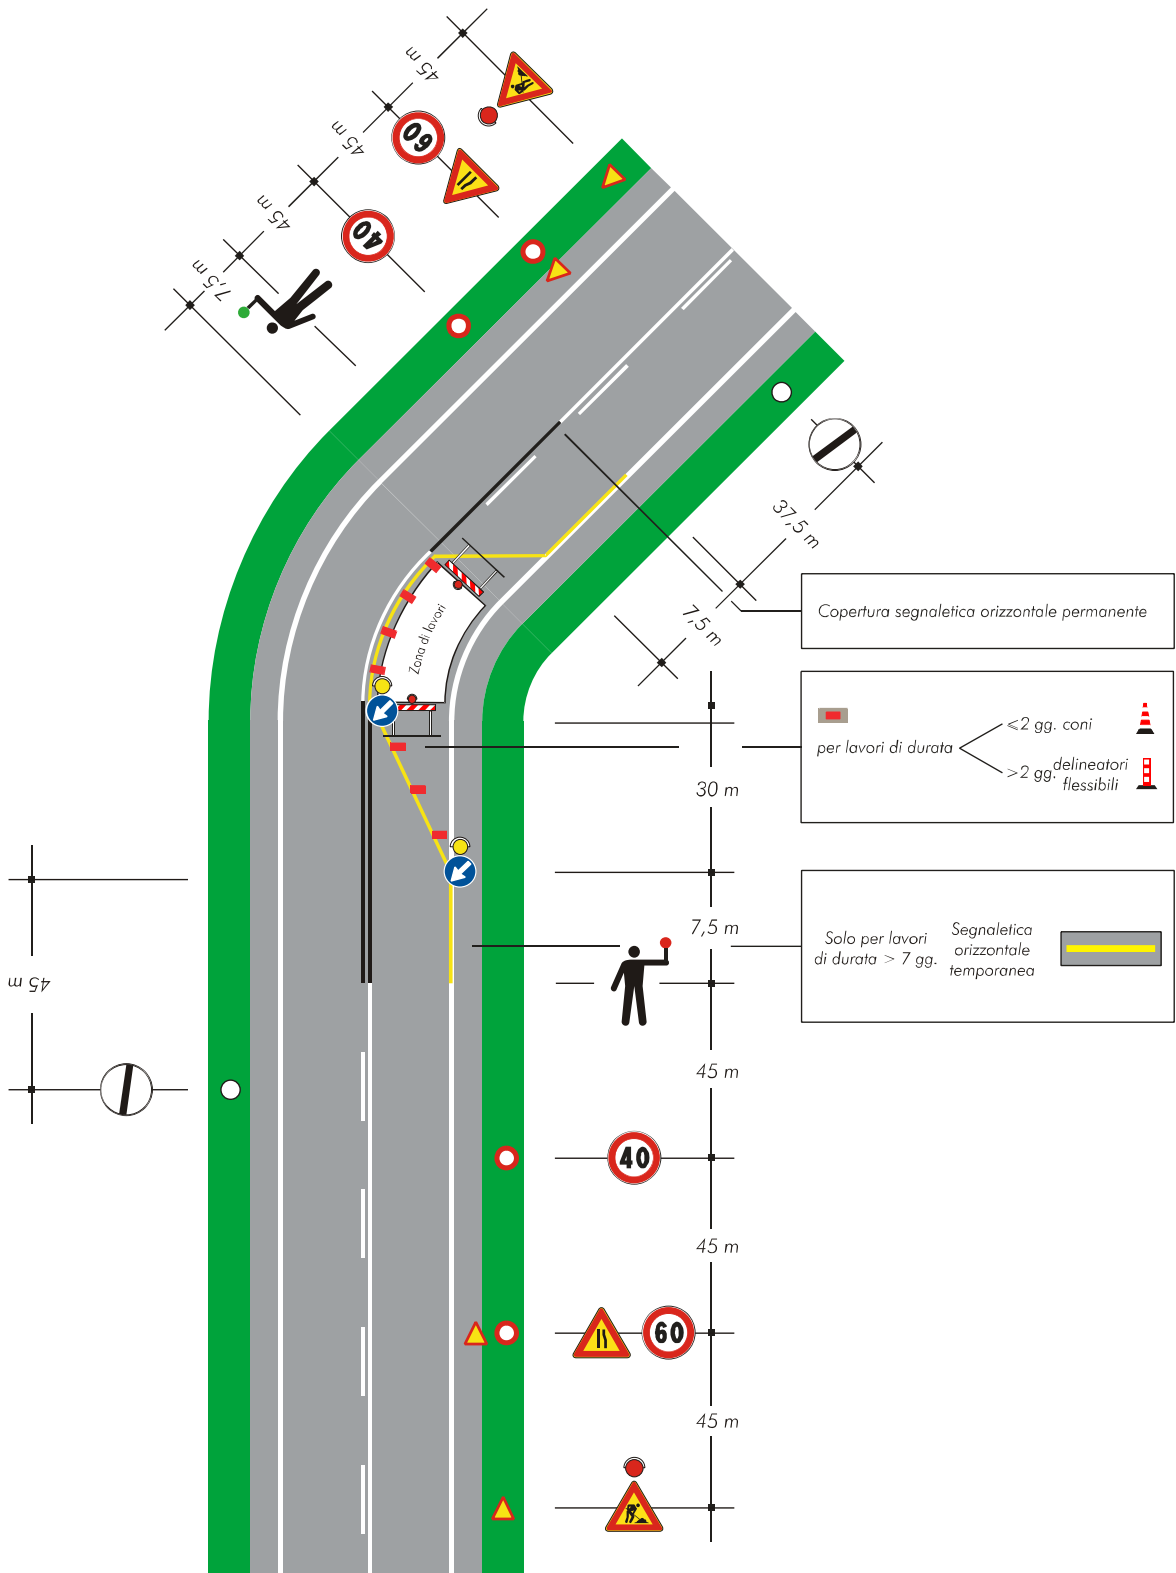 45 m
60
45 m
40
45 m
7,5 m
37,5 m
7,5 m
Copertura segnaletica orizzontale permanente
Zona di lavori
per lavori di durata
≤2 gg. coni
>2 gg. delineatori
flessibili
30 m
7,5 m
Solo per lavori
di durata > 7 gg.
Segnaletica
orizzontale
temporanea
45 m
45 m
40
45 m
60
45 m